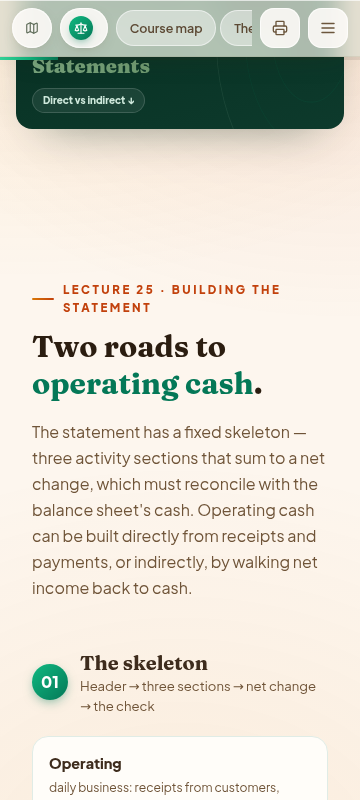 Course map
The
Statements
Direct vs indirect ↓
LECTURE 25 · BUILDING THE
STATEMENT
Two roads to
operating cash.
The statement has a fixed skeleton —
three activity sections that sum to a net
change, which must reconcile with the
balance sheet's cash. Operating cash
can be built directly from receipts and
payments, or indirectly, by walking net
income back to cash.
01
The skeleton
Header → three sections → net change
→ the check
Operating
daily business: receipts from customers,